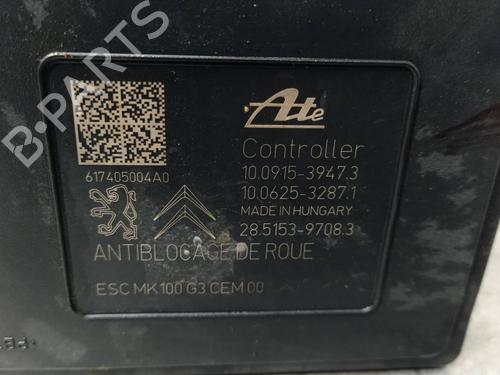 Ate
Controller
10.0915-3947.3
617405004A0
10.0625-3287.1
MADE IN HUNGARY
28.5153-9708.3
ANTIBLOCAGE DE ROUE
ESC MK100 G3 CEM 00
B-PARTS